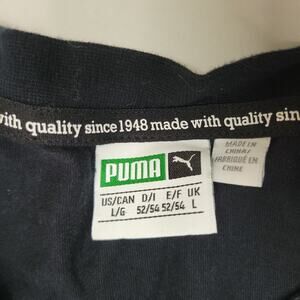 with quality since 1948 made with quality sin
PUMA
US/CAN D/I E/F UK
L/G 52/54 52/54 L
MADE IN
CHINA/
FABRIQUÉ EN
CHINE